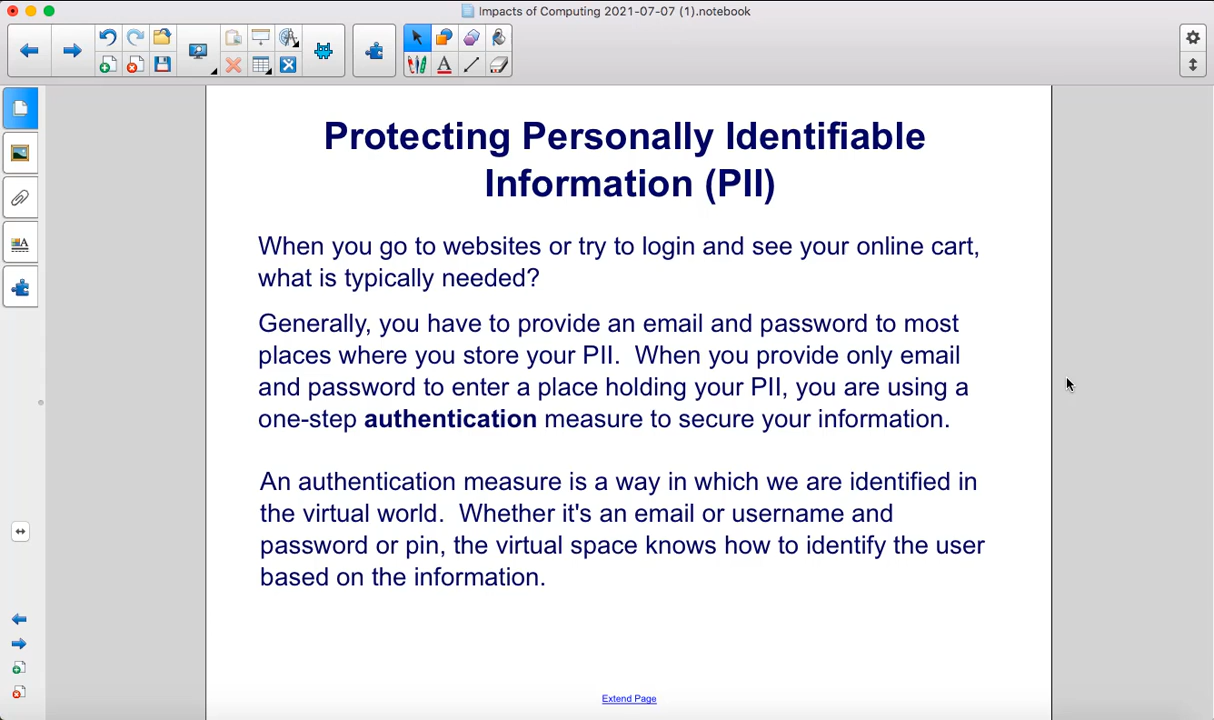 Impacts of Computing 2021-07-07 (1).notebook
Protecting Personally Identifiable
Information (PII)
When you go to websites or try to login and see your online cart,
what is typically needed?
Generally, you have to provide an email and password to most
places where you store your PII.  When you provide only email
and password to enter a place holding your PII, you are using a
one-step authentication measure to secure your information.
An authentication measure is a way in which we are identified in
the virtual world.  Whether it's an email or username and
password or pin, the virtual space knows how to identify the user
based on the information.
Extend Page